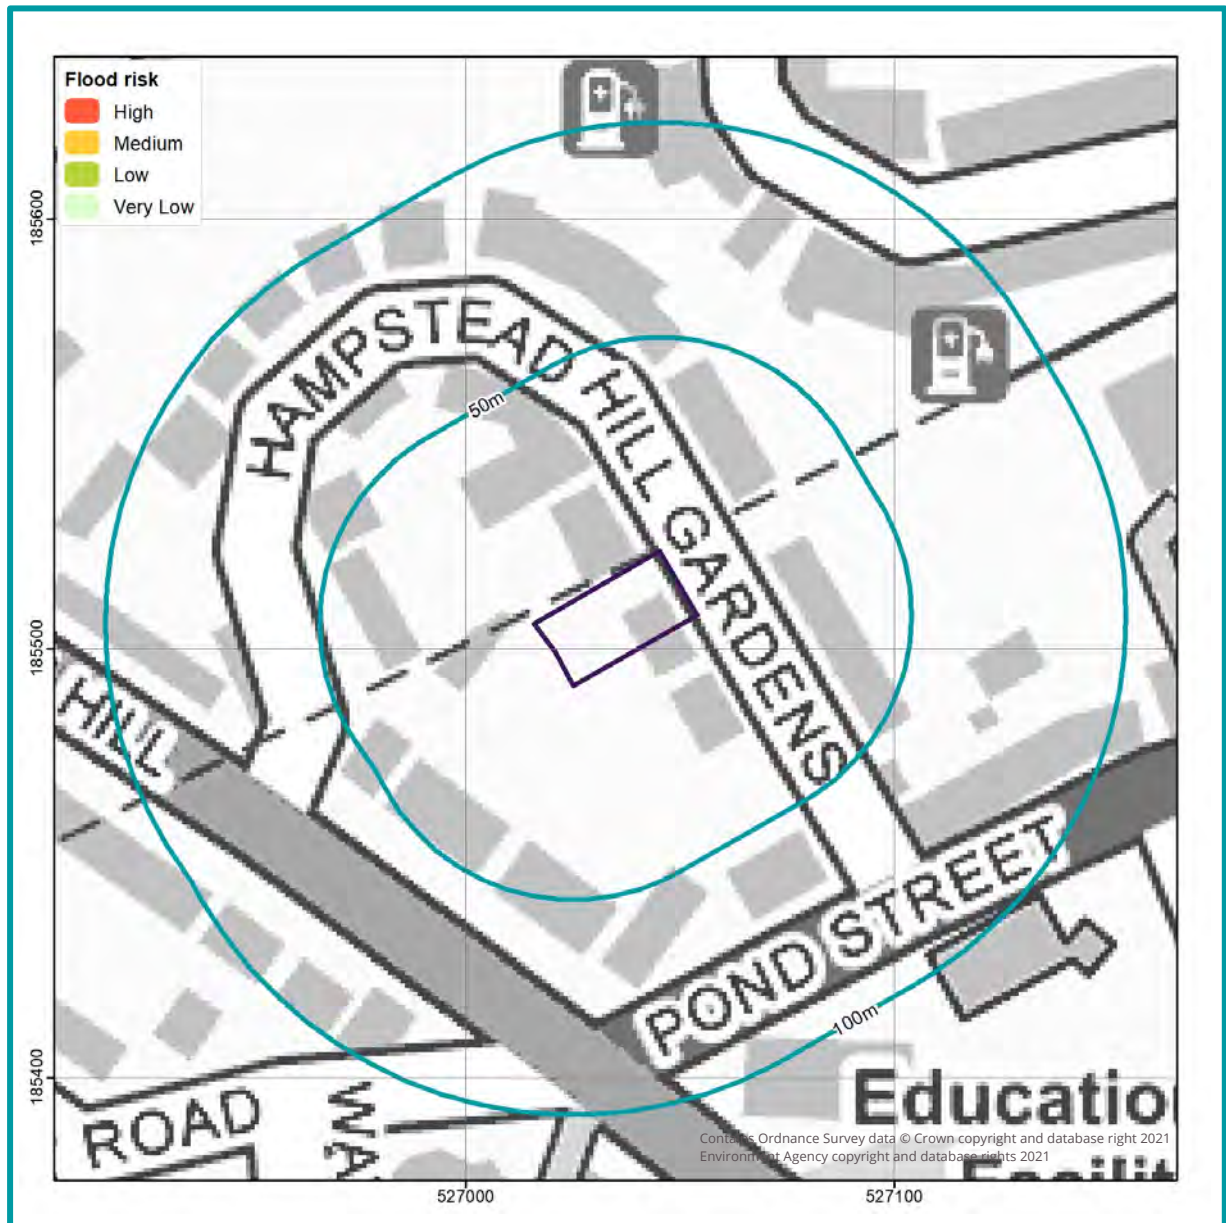 Flood risk
High
Medium
Low
Very Low
185600
185500
185400
HAMPSTEAD HILL GARDENS
50m
HILL
POND STREET
100m
ROAD
WA
Educatio
Contains Ordnance Survey data © Crown copyright and database right 2021
Environment Agency copyright and database rights 2021
Facilit
527000
527100